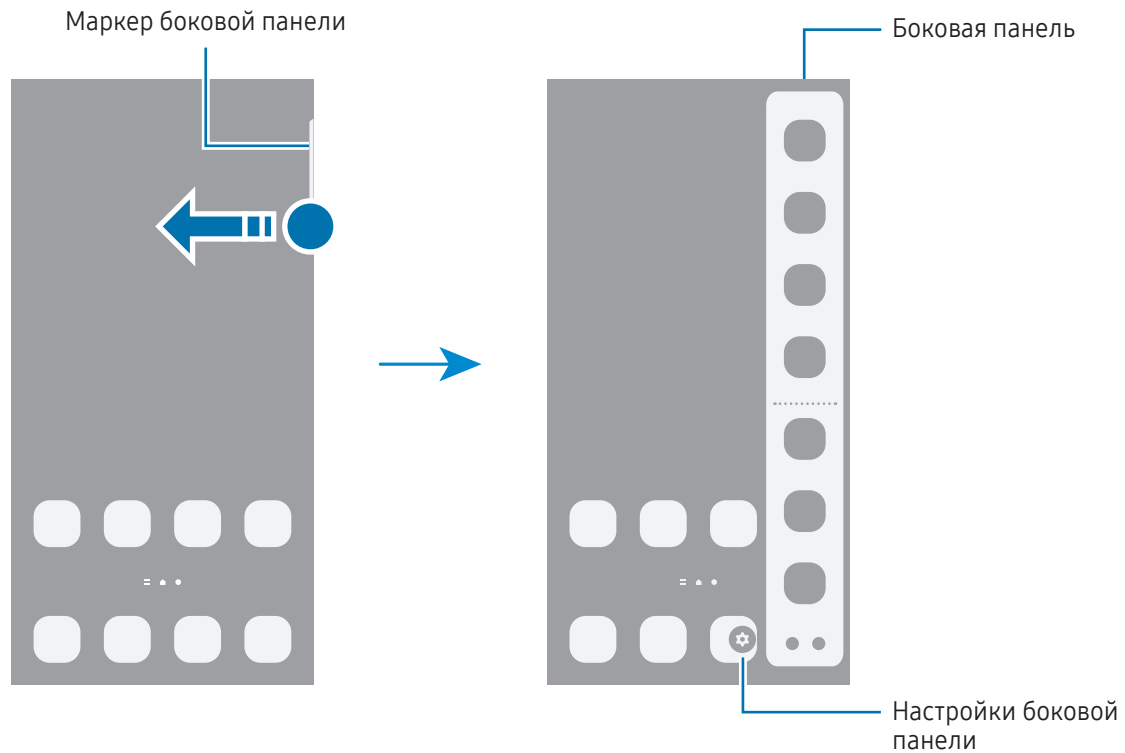 Маркер боковой панели
Боковая панель
Настройки боковой
панели